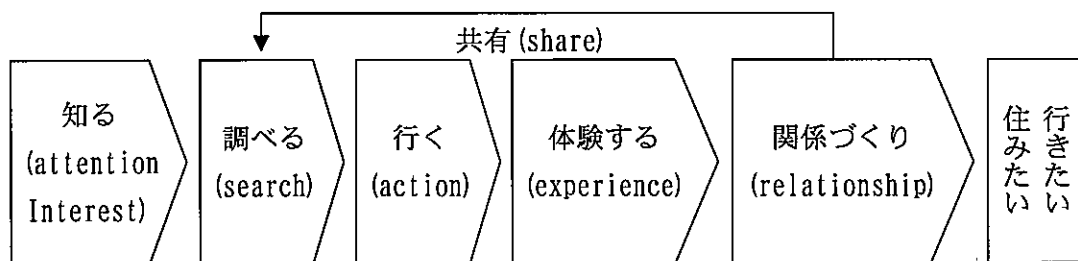 共有(share)
知る
(attention
Interest)
調べる
(search)
行く
(action)
体験する
(experience)
関係づくり
(relationship)
行きたい
住みたい